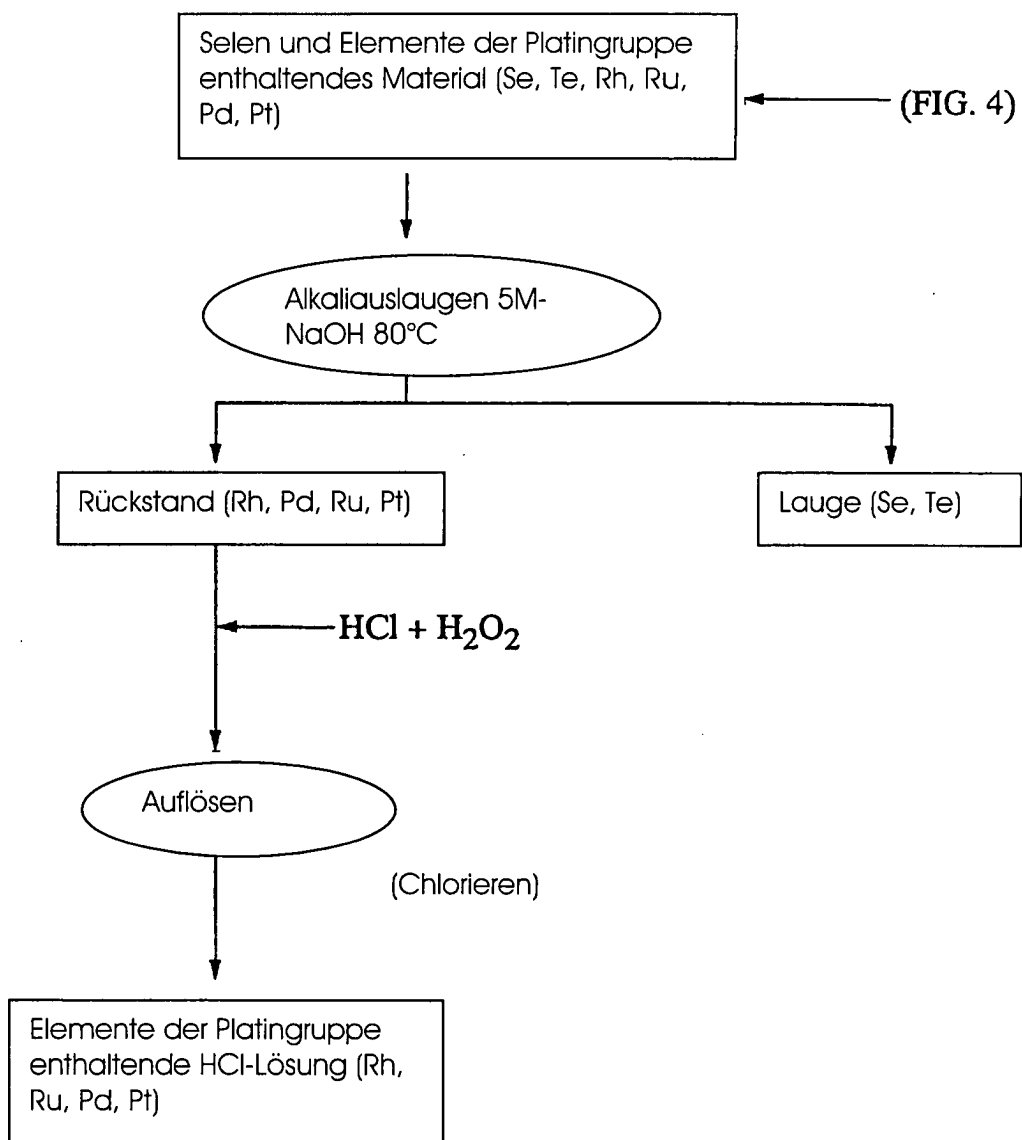 Selen und Elemente der Platingruppe
enthaltendes Material (Se, Te, Rh, Ru,
Pd, Pt)
(FIG. 4)
Alkaliauslaugen 5M-
NaOH 80°C
Rückstand (Rh, Pd, Ru, Pt)
Lauge (Se, Te)
HCl + H₂O₂
Auflösen
(Chlorieren)
Elemente der Platingruppe
enthaltende HCl-Lösung (Rh,
Ru, Pd, Pt)